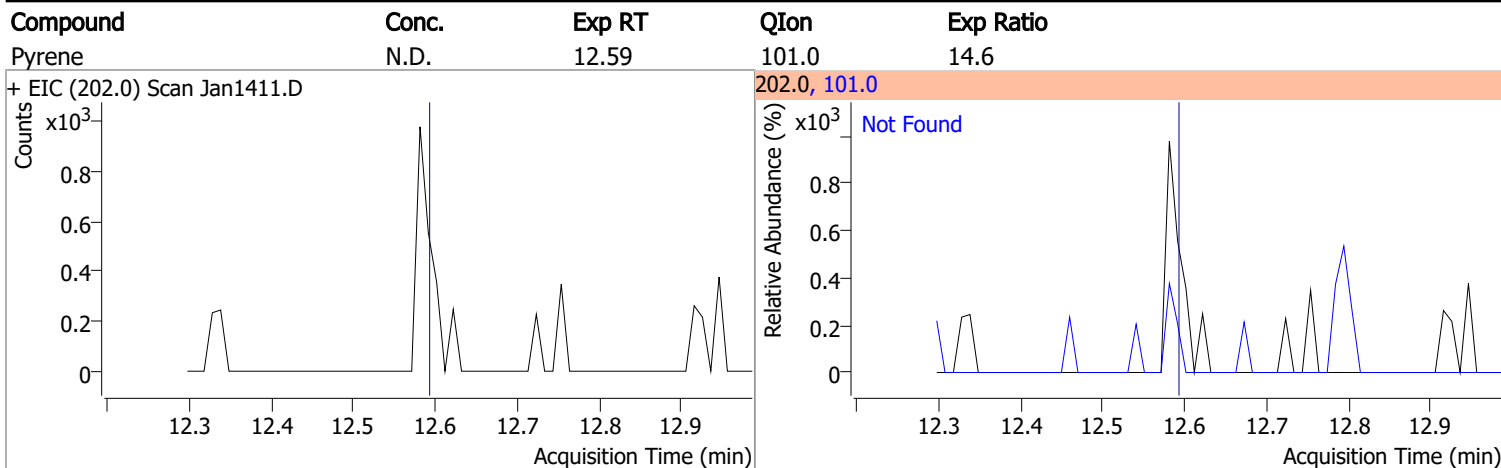 Compound Conc. Exp RT QIon Exp Ratio
Pyrene N.D. 12.59 101.0 14.6
+ EIC (202.0) Scan Jan1411.D
Counts
x10³
0.8
0.6
0.4
0.2
0
12.3 12.4 12.5 12.6 12.7 12.8 12.9
Acquisition Time (min)
202.0, 101.0
Relative Abundance (%)
x10³
Not Found
0.8
0.6
0.4
0.2
0
12.3 12.4 12.5 12.6 12.7 12.8 12.9
Acquisition Time (min)